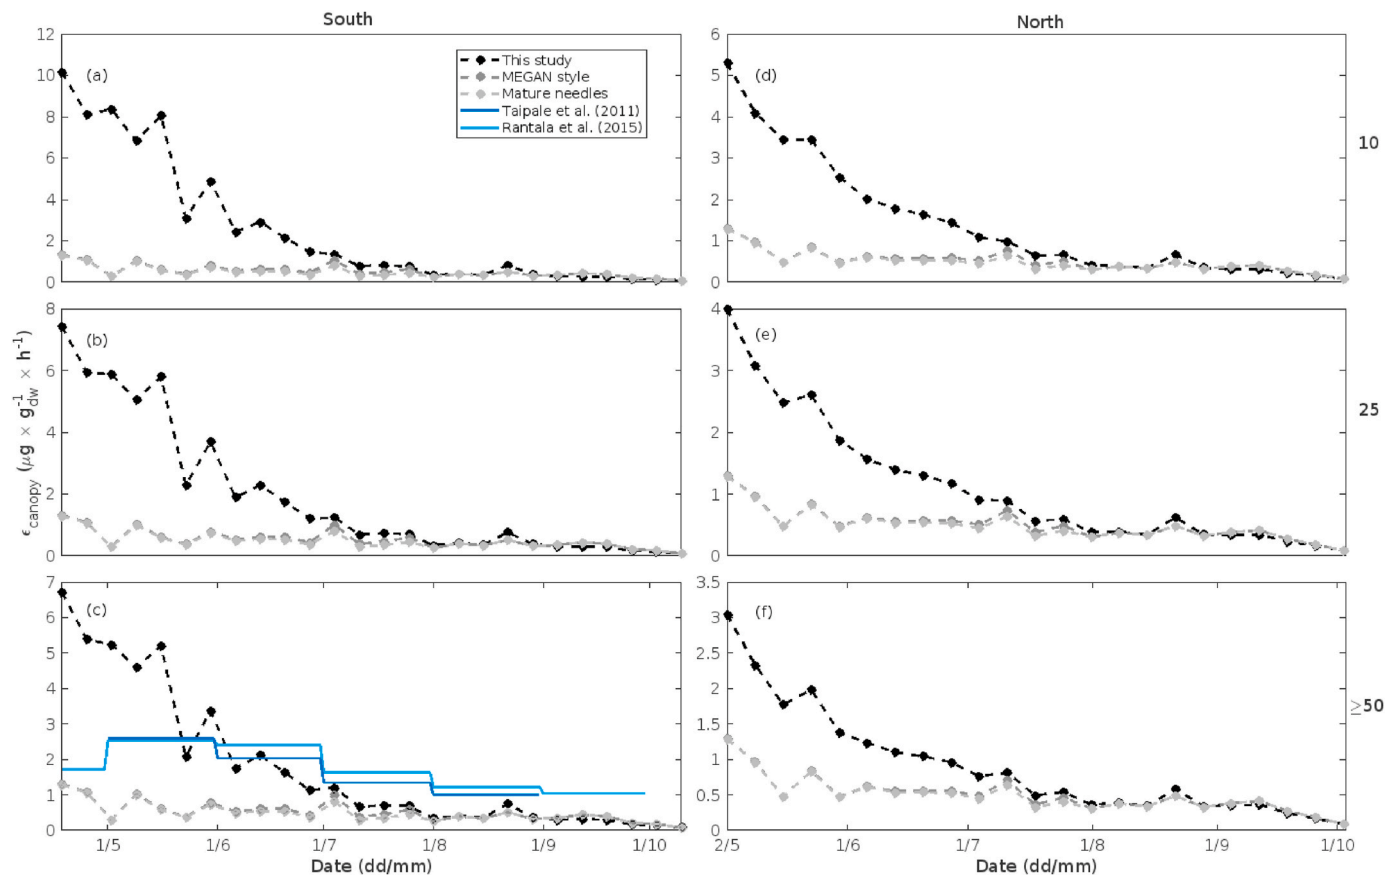 South
North
12
10
8
6
4
2
0
(a)
This study
MEGAN style
Mature needles
Taipale et al. (2011)
Rantala et al. (2015)
6
5
4
3
2
1
0
(d)
10
8
6
4
2
0
(b)
4
3
2
1
0
(e)
25
ϵcanopy (μg × g-1dw × h-1)
7
6
5
4
3
2
1
0
(c)
1/5 1/6 1/7 1/8 1/9 1/10
Date (dd/mm)
3.5
3
2.5
2
1.5
1
0.5
0
(f)
≥50
2/5 1/6 1/7 1/8 1/9 1/10
Date (dd/mm)